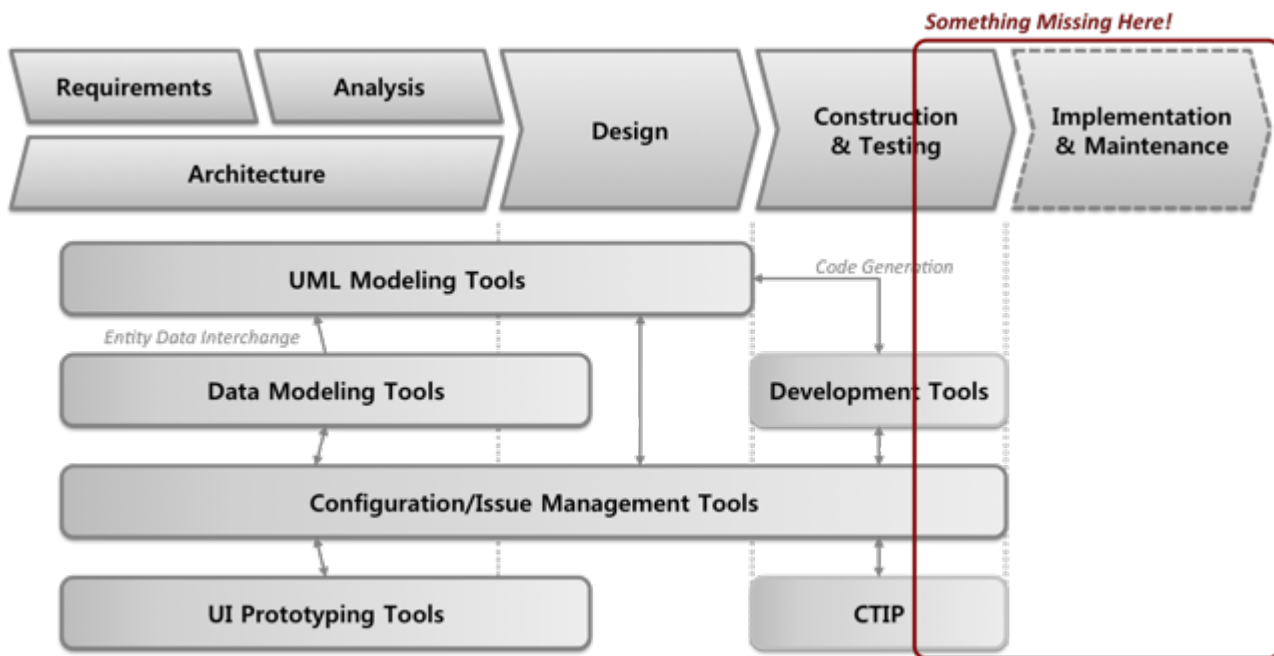 Something Missing Here!
Requirements
Analysis
Architecture
Design
Construction
& Testing
Implementation
& Maintenance
UML Modeling Tools
Code Generation
Entity Data Interchange
Data Modeling Tools
Development Tools
Configuration/Issue Management Tools
UI Prototyping Tools
CTIP